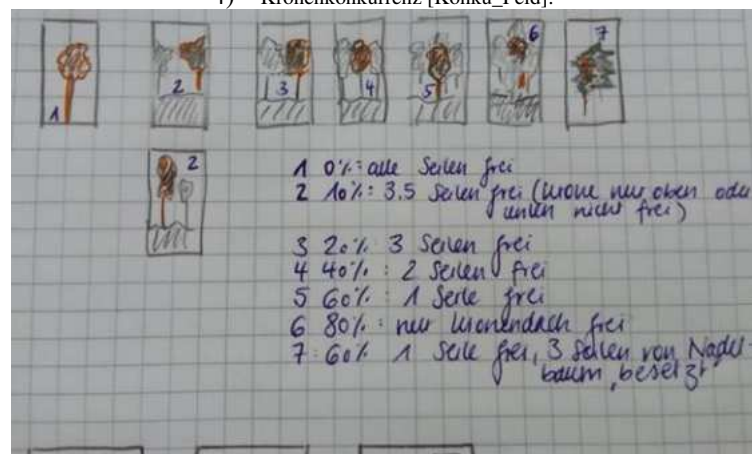 4) Kronenkonkurrenz [Konku_Feld]:
1
2
3
4
5
6
7
2
1 0%: alle Seiten frei
2 10%: 3.5 Seiten frei (Krone nur oben oder
unten nicht frei)
3 20% 3 Seiten frei
4 40%: 2 Seiten frei
5 60%: 1 Seite frei
6 80%: nur Kronendach frei
7: 60% 1 Seite frei, 3 Seiten von Nadel-
baum besetzt